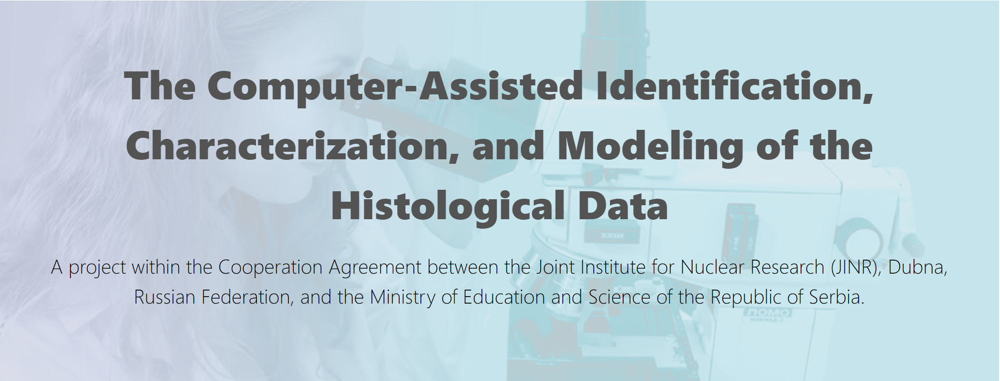 The Computer-Assisted Identification,
Characterization, and Modeling of the
Histological Data
A project within the Cooperation Agreement between the Joint Institute for Nuclear Research (JINR), Dubna,
Russian Federation, and the Ministry of Education and Science of the Republic of Serbia.
ЛОМО
МИКМЕД-2